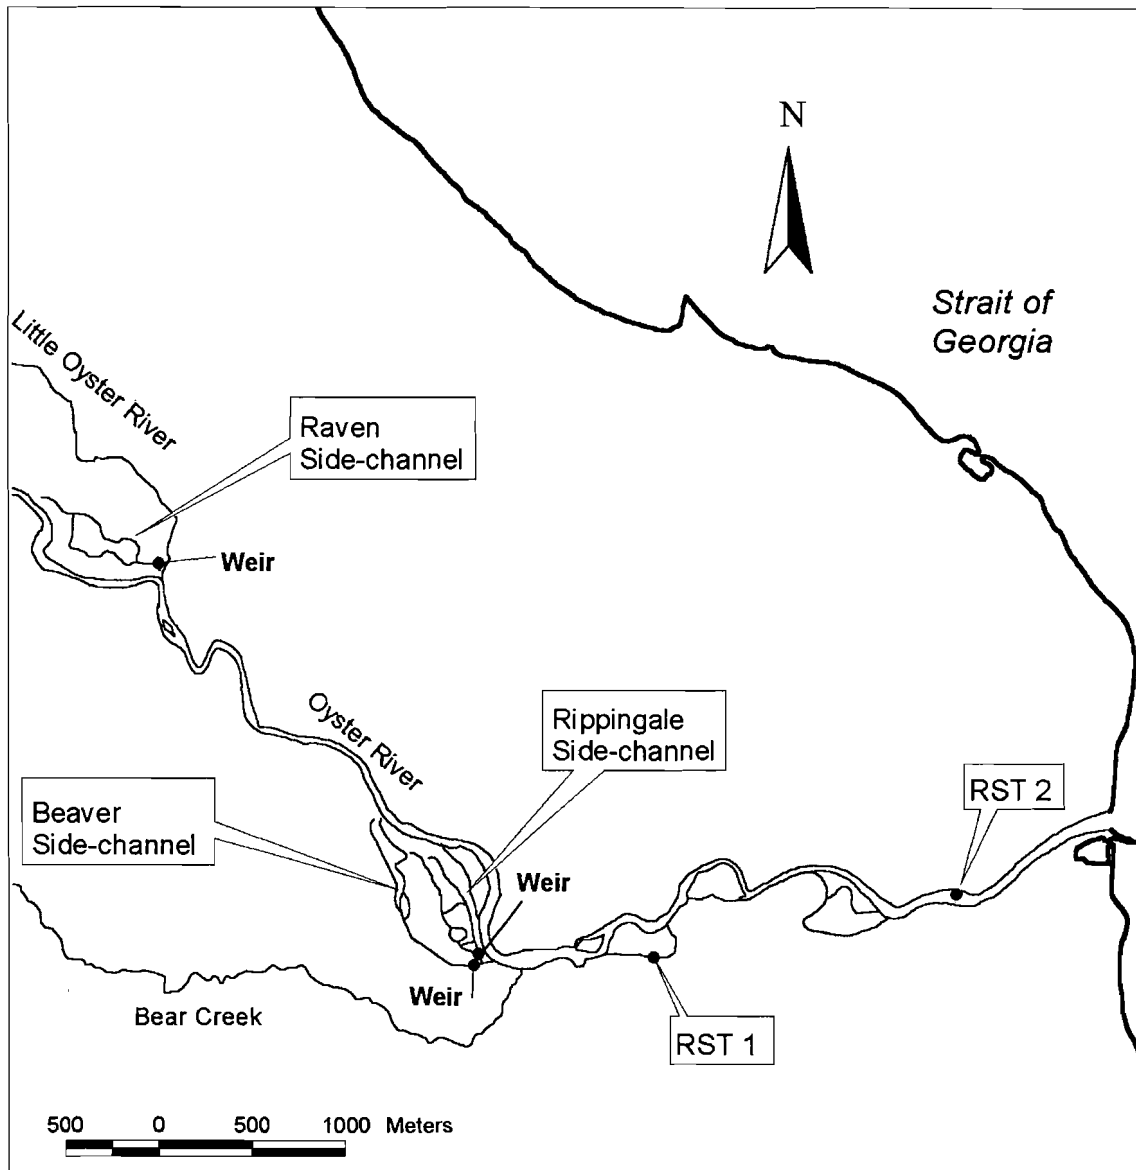 N
Strait of
Georgia
Little Oyster River
Raven
Side-channel
Weir
Oyster River
Rippingale
Side-channel
RST 2
Beaver
Side-channel
Weir
Weir
Bear Creek
RST 1
500 0 500 1000 Meters